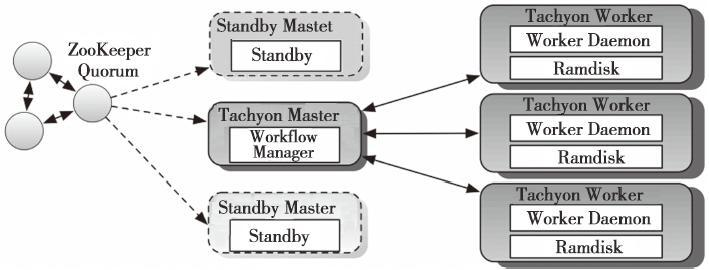 ZooKeeper
Quorum
Standby Mastet
Standby
Tachyon Master
Workflow
Manager
Standby Master
Standby
Tachyon Worker
Worker Daemon
Ramdisk
Tachyon Worker
Worker Daemon
Ramdisk
Tachyon Worker
Worker Daemon
Ramdisk